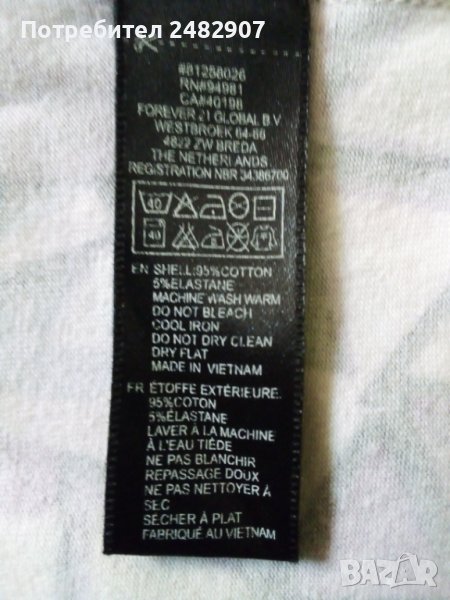 Потребител 2482907
#81258026
RN#94981
CA#40198
FOREVER 21 GLOBAL B.V
WESTBROEK 64-66
4822 ZW BREDA
THE NETHERLANDS
REGISTRATION NBR 34386700
40
EN SHELL:95%COTTON
5%ELASTANE
MACHINE WASH WARM
DO NOT BLEACH
COOL IRON
DO NOT DRY CLEAN
DRY FLAT
MADE IN VIETNAM
FR ÉTOFFE EXTÉRIEURE:
95%COTON
5%ÉLASTANE
LAVER À LA MACHINE
À L'EAU TIÈDE
NE PAS BLANCHIR
REPASSAGE DOUX
NE PAS NETTOYER À
SEC
SÉCHER À PLAT
FABRIQUÉ AU VIETNAM
BAZAR